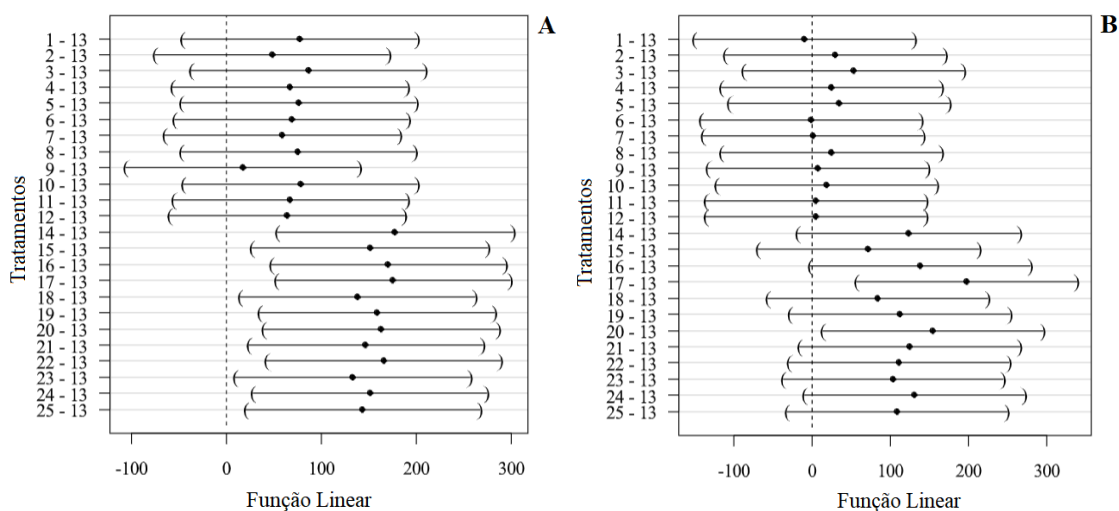 A
1 - 13
2 - 13
3 - 13
4 - 13
5 - 13
6 - 13
7 - 13
8 - 13
9 - 13
10 - 13
11 - 13
12 - 13
14 - 13
15 - 13
16 - 13
17 - 13
18 - 13
19 - 13
20 - 13
21 - 13
22 - 13
23 - 13
24 - 13
25 - 13
Tratamentos
-100 0 100 200 300
Função Linear
B
1 - 13
2 - 13
3 - 13
4 - 13
5 - 13
6 - 13
7 - 13
8 - 13
9 - 13
10 - 13
11 - 13
12 - 13
14 - 13
15 - 13
16 - 13
17 - 13
18 - 13
19 - 13
20 - 13
21 - 13
22 - 13
23 - 13
24 - 13
25 - 13
Tratamentos
-100 0 100 200 300
Função Linear